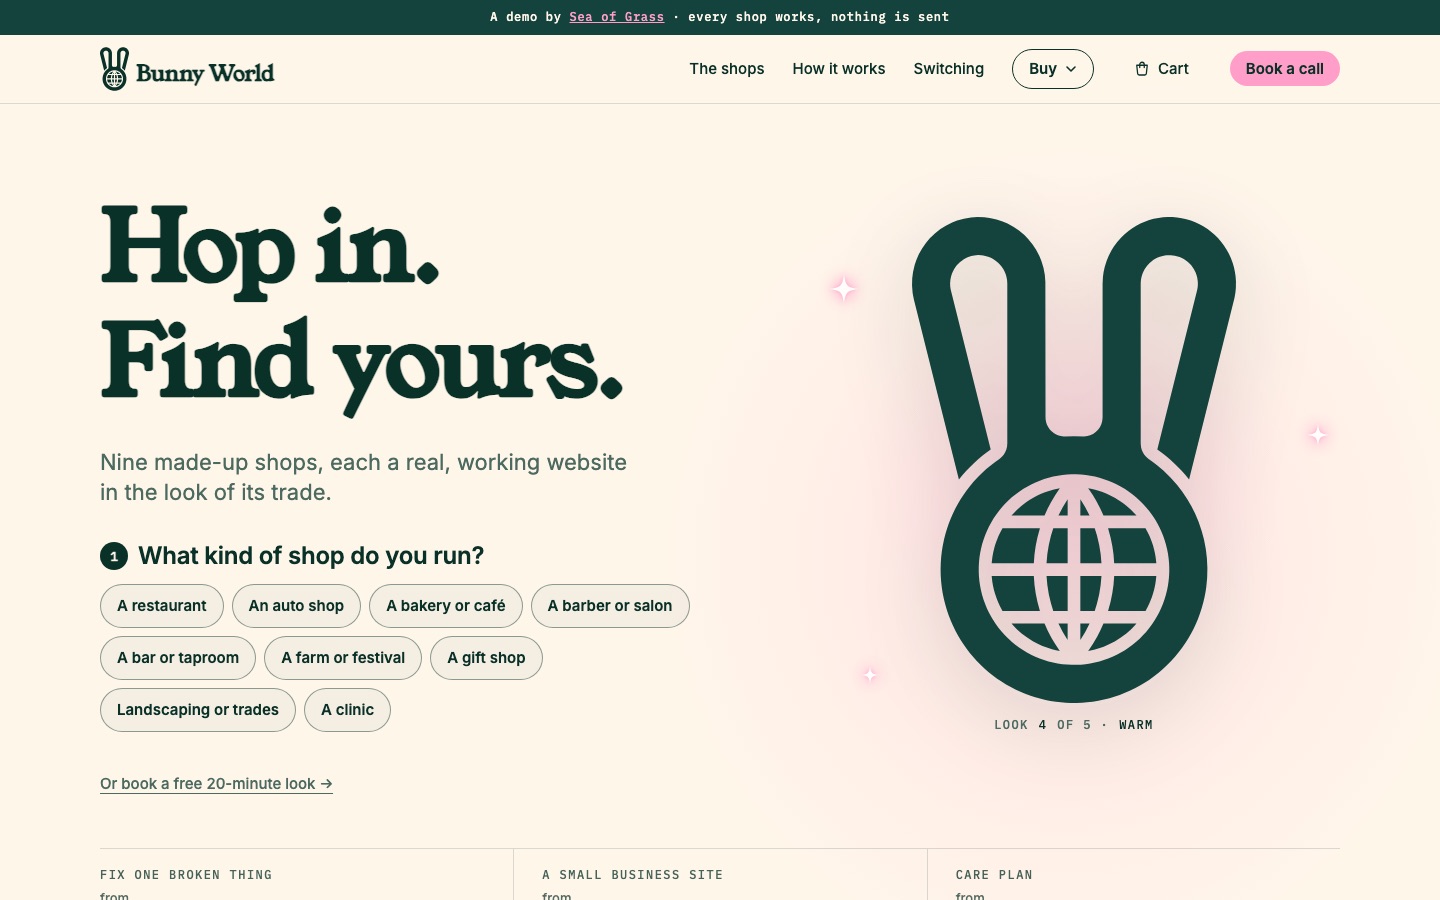 A demo by Sea of Grass · every shop works, nothing is sent
Bunny World
The shops
How it works
Switching
Buy
Cart
Book a call
Hop in.
Find yours.
Nine made-up shops, each a real, working website
in the look of its trade.
1 What kind of shop do you run?
A restaurant
An auto shop
A bakery or café
A barber or salon
A bar or taproom
A farm or festival
A gift shop
Landscaping or trades
A clinic
Or book a free 20-minute look →
LOOK 4 OF 5 · WARM
FIX ONE BROKEN THING
from
A SMALL BUSINESS SITE
from
CARE PLAN
from